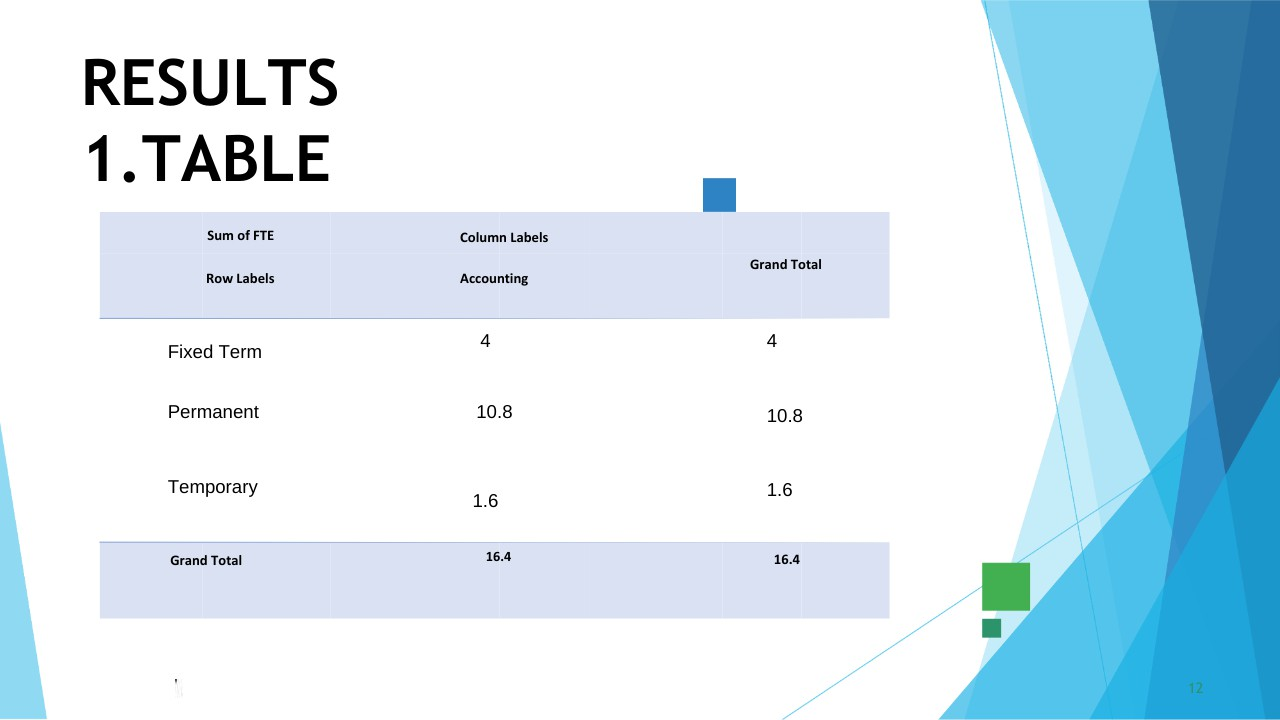 RESULTS
1.TABLE
Sum of FTE Column Labels
Grand Total
Row Labels Accounting
Fixed Term 4 4
Permanent 10.8 10.8
Temporary 1.6 1.6
Grand Total 16.4 16.4
12